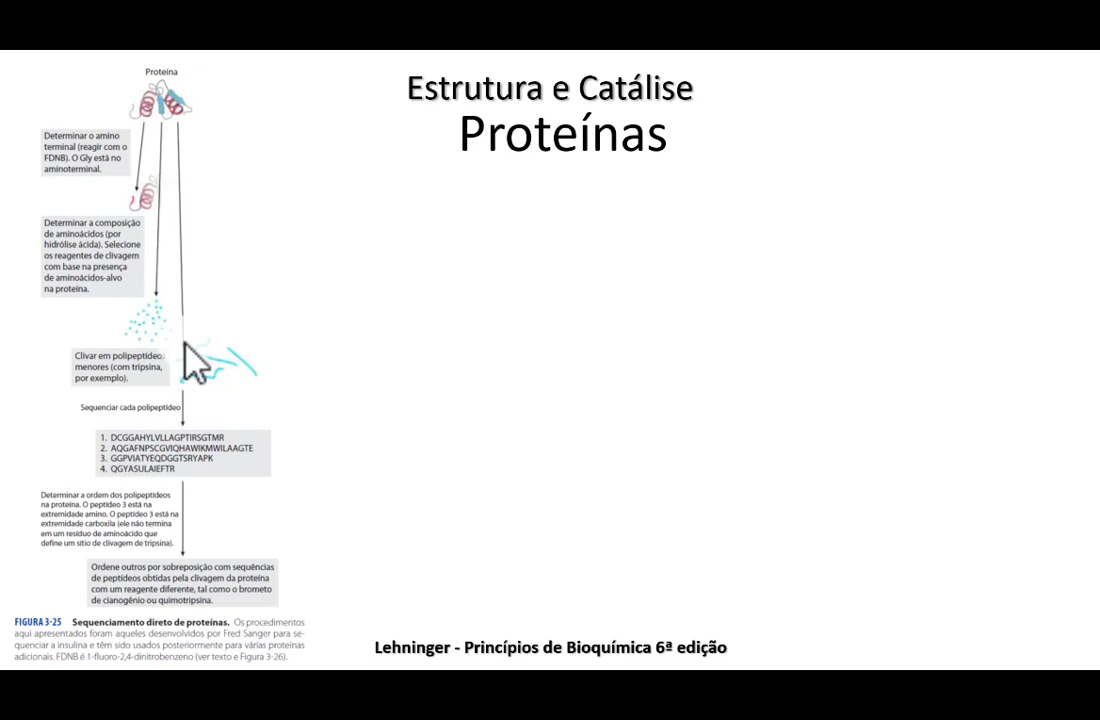 Estrutura e Catálise
Proteínas
Proteína
Determinar o amino
terminal (reagir com o
FDNB). O Gly está no
aminoterminal.
Determinar a composição
de aminoácidos (por
hidrólise ácida). Selecione
os reagentes de clivagem
com base na presença
de aminoácidos-alvo
na proteína.
Clivar em polipeptídeos
menores (com tripsina,
por exemplo).
Sequenciar cada polipeptídeo
1. DCGGAHYLVLLAGPTIRSGTMR
2. AQGAFNPSCGVIQHAWIKMWILAAGTE
3. GGPVIATYEQDGGTSRYAPK
4. QGYASULAIEFTR
Determinar a ordem dos polipeptídeos
na proteína. O peptídeo 3 está na
extremidade amino. O peptídeo 3 está na
extremidade carboxila (ele não termina
em um resíduo de aminoácido que
define um sítio de clivagem de tripsina).
Ordene outros por sobreposição com sequências
de peptídeos obtidas pela clivagem da proteína
com um reagente diferente, tal como o brometo
de cianogênio ou quimotripsina.
FIGURA 3-25 Sequenciamento direto de proteínas. Os procedimentos
aqui apresentados foram aqueles desenvolvidos por Fred Sanger para se-
quenciar a insulina e têm sido usados posteriormente para várias proteínas
adicionais. FDNB é 1-fluoro-2,4-dinitrobenzeno (ver texto e Figura 3-26).
Lehninger - Princípios de Bioquímica 6ª edição